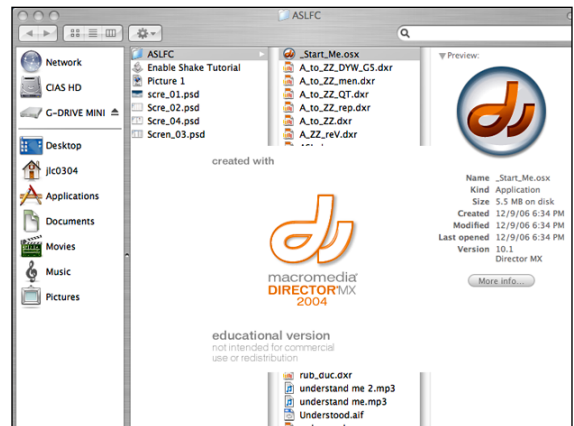 ASLFC
Network
CIAS HD
G-DRIVE MINI
Desktop
jlc0304
Applications
Documents
Movies
Music
Pictures
ASLFC
Enable Shake Tutorial
Picture 1
scre_01.psd
Scre_02.psd
Scre_04.psd
Scren_03.psd
_Start_Me.osx
A_to_ZZ_DYW_GS.dxr
A_to_ZZ_men.dxr
A_to_ZZ_QT.dxr
A_to_ZZ_rep.dxr
A_to_ZZ.dxr
A_ZZ_reV.dxr
created with
macromedia®
DIRECTOR®MX
2004
educational version
not intended for commercial
use or redistribution
rub_duc.dxr
understand me 2.mp3
understand me.mp3
Understood.aif
Preview:
Name _Start_Me.osx
Kind Application
Size 5.5 MB on disk
Created 12/9/06 6:34 PM
Modified 12/9/06 6:34 PM
Last opened 12/9/06 6:34 PM
Version 10.1
Director MX
More info...